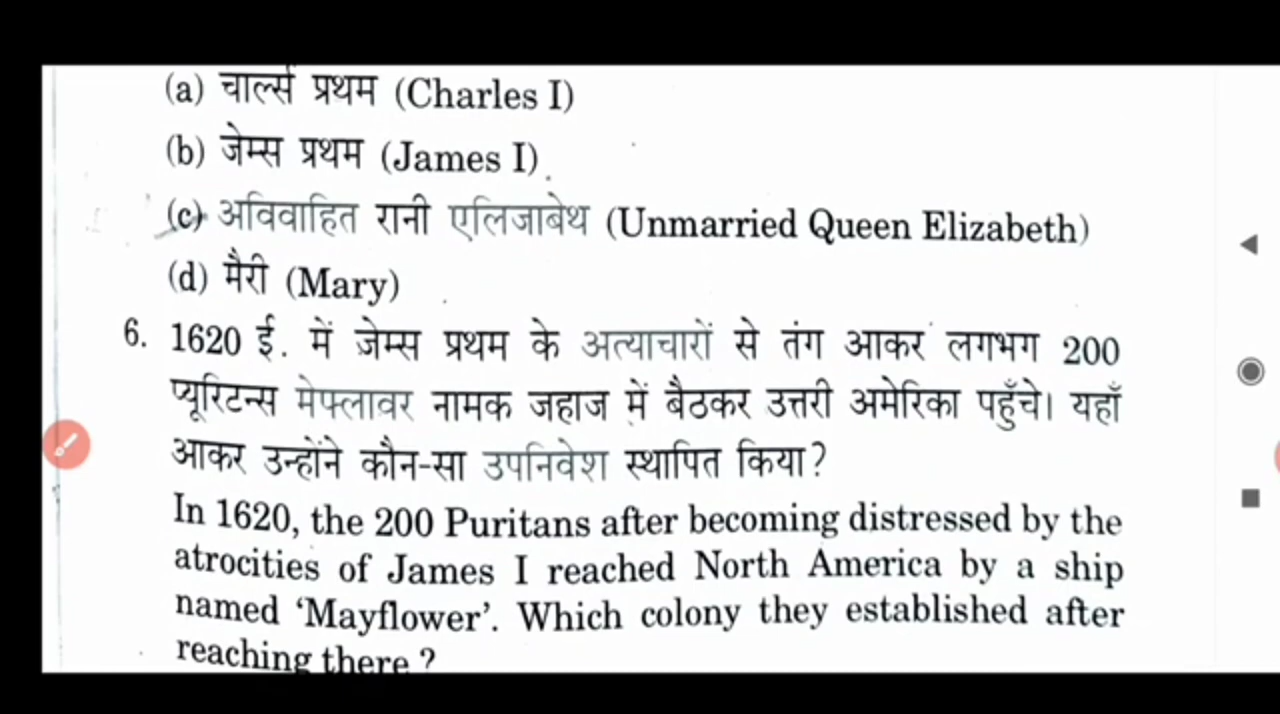 (a) चार्ल्स प्रथम (Charles I)
(b) जेम्स प्रथम (James I)
(c) अविवाहित रानी एलिजाबेथ (Unmarried Queen Elizabeth)
(d) मैरी (Mary)
6. 1620 ई. में जेम्स प्रथम के अत्याचारों से तंग आकर लगभग 200
प्यूरिटन्स मेफ्लावर नामक जहाज में बैठकर उत्तरी अमेरिका पहुँचे। यहाँ
आकर उन्होंने कौन-सा उपनिवेश स्थापित किया?
In 1620, the 200 Puritans after becoming distressed by the
atrocities of James I reached North America by a ship
named ‘Mayflower’. Which colony they established after
reaching there ?